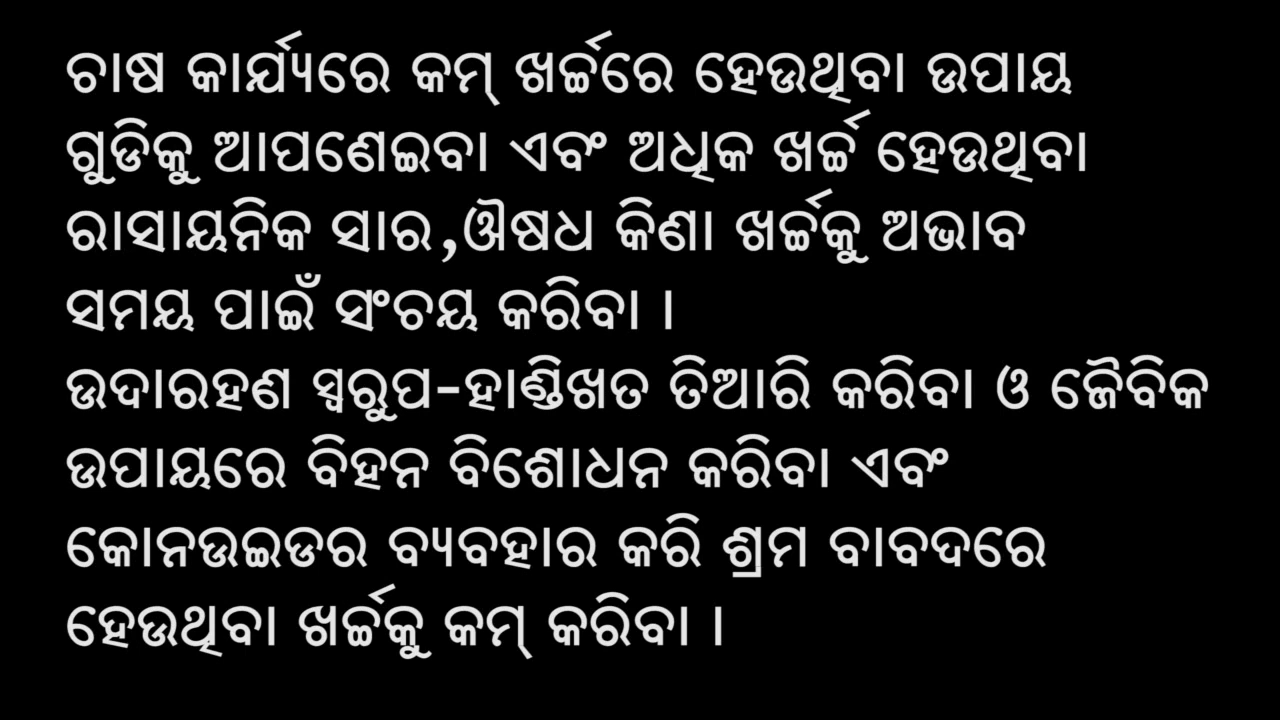 ଚାଷ କାର୍ଯ୍ୟରେ କମ୍ ଖର୍ଚ୍ଚରେ ହେଉଥିବା ଉପାୟ
ଗୁଡିକୁ ଆପଣେଇବା ଏବଂ ଅଧିକ ଖର୍ଚ୍ଚ ହେଉଥିବା
ରାସାୟନିକ ସାର,ଔଷଧ କିଣା ଖର୍ଚ୍ଚକୁ ଅଭାବ
ସମୟ ପାଇଁ ସଂଚୟ କରିବା ।
ଉଦାରହଣ ସ୍ୱରୁପ-ହାଣ୍ଡିଖତ ତିଆରି କରିବା ଓ ଜୈବିକ
ଉପାୟରେ ବିହନ ବିଶୋଧନ କରିବା ଏବଂ
କୋନଉଇଡର ବ୍ୟବହାର କରି ଶ୍ରମ ବାବଦରେ
ହେଉଥିବା ଖର୍ଚ୍ଚକୁ କମ୍ କରିବା ।